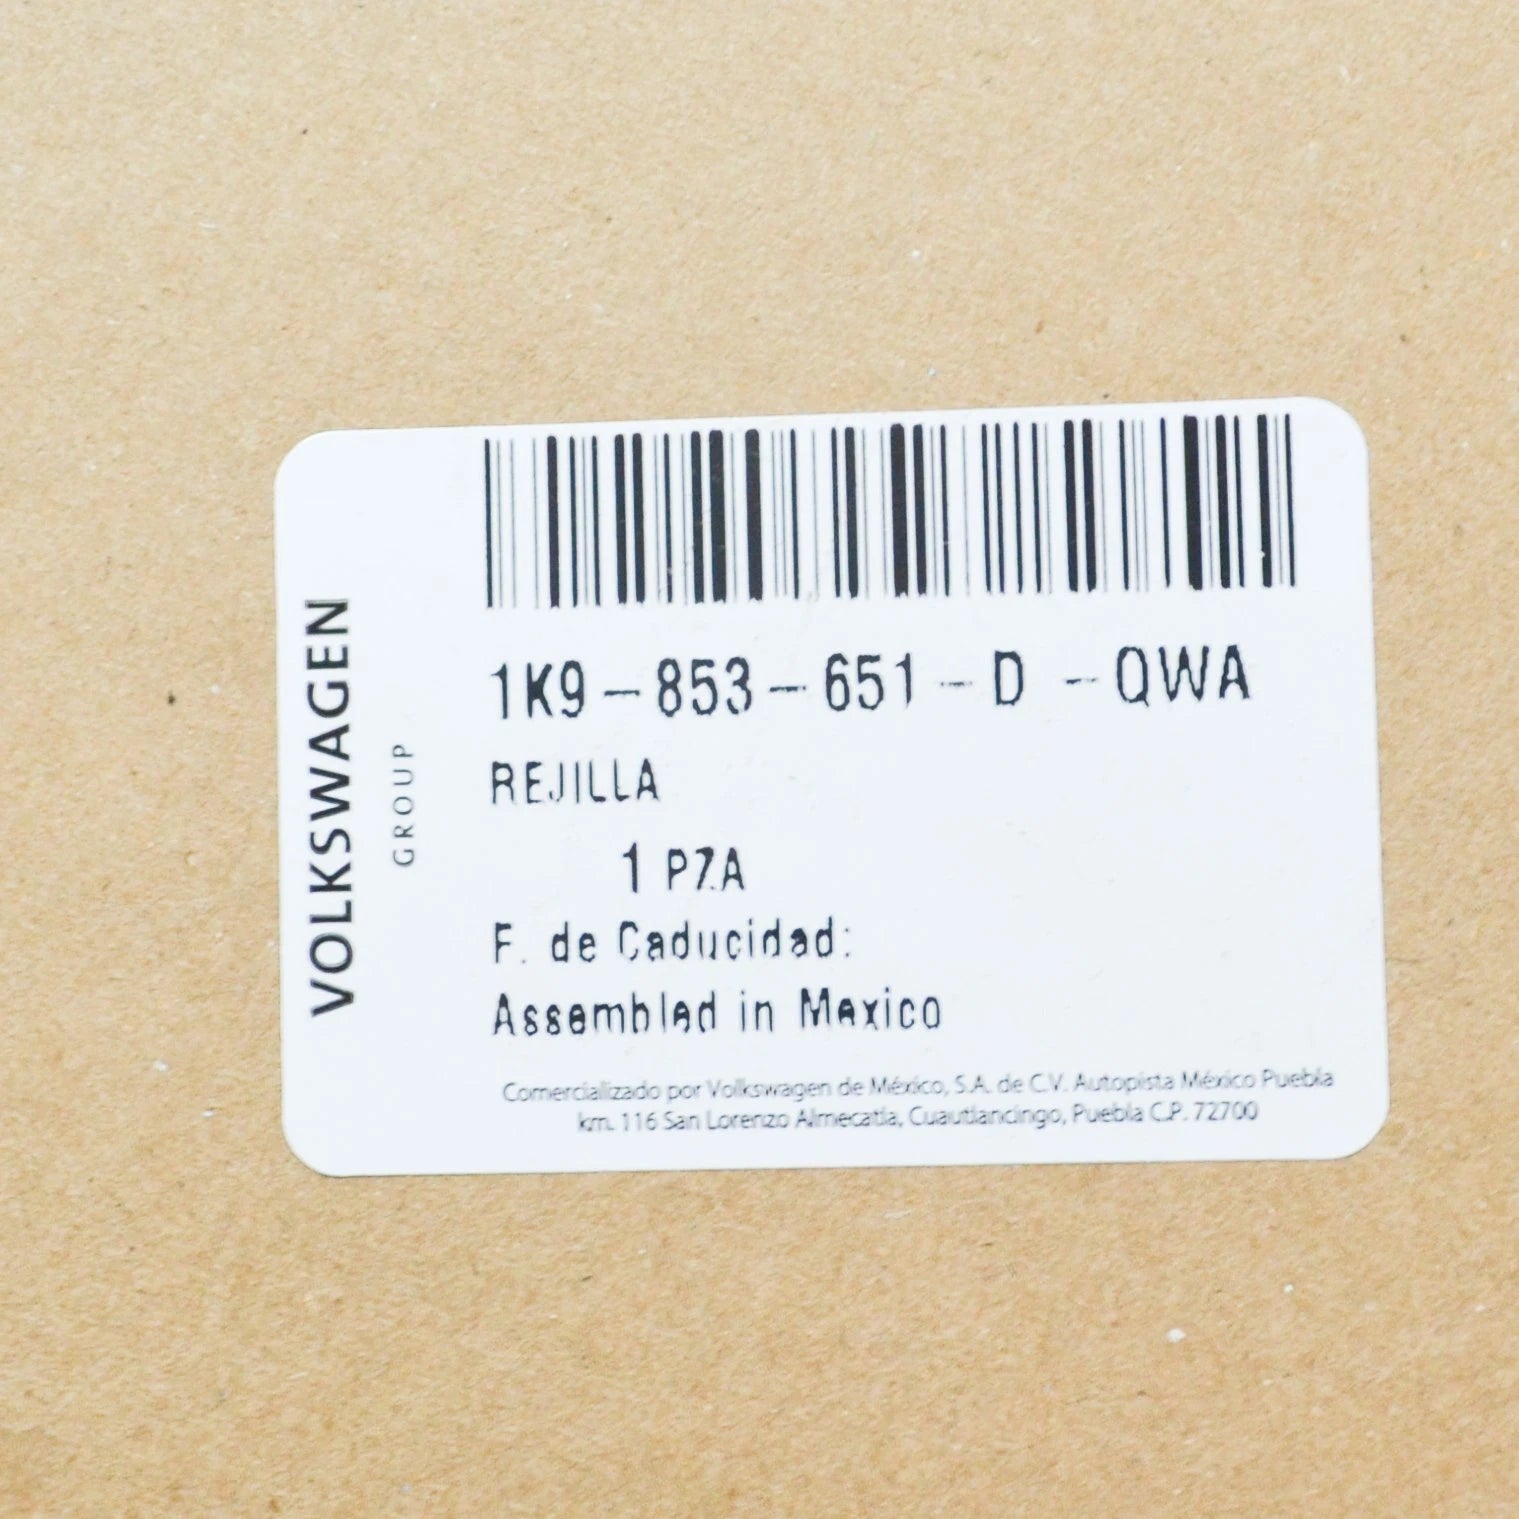 VOLKSWAGEN
GROUP
1K9-853-651-D -QWA
REJILLA
1 PZA
F. de Caducidad:
Assembled in Mexico
Comercializado por Volkswagen de México, S.A. de C.V. Autopista México Puebla
km. 116 San Lorenzo Almecatla, Cuautlancingo, Puebla C.P. 72700